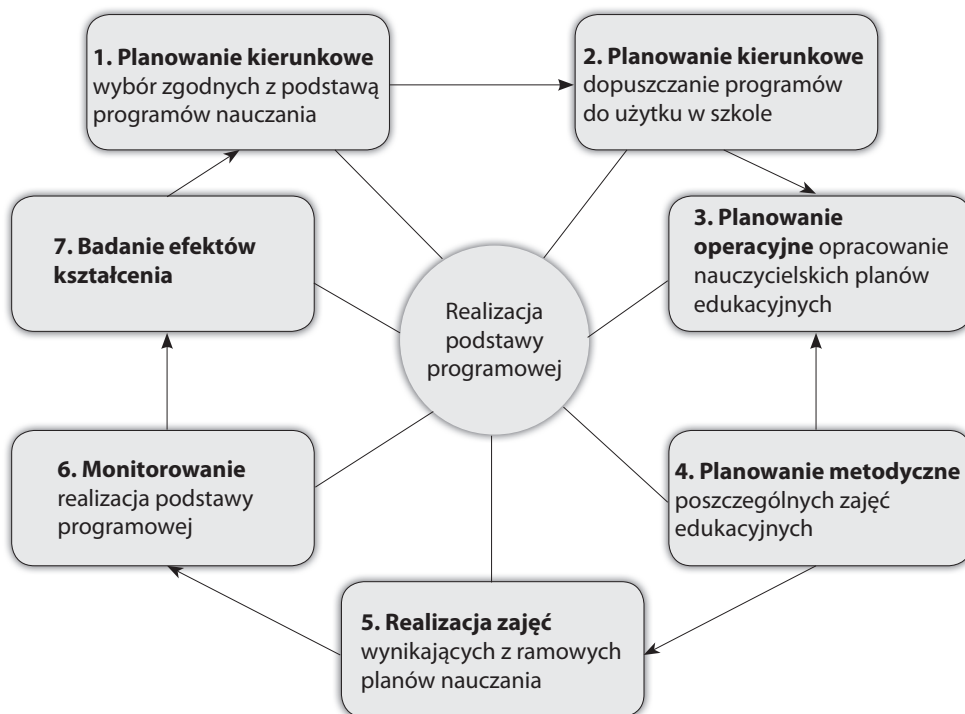 1. Planowanie kierunkowe
wybór zgodnych z podstawą
programów nauczania
2. Planowanie kierunkowe
dopuszczanie programów
do użytku w szkole
3. Planowanie
operacyjne opracowanie
nauczycielskich planów
edukacyjnych
4. Planowanie metodyczne
poszczególnych zajęć
edukacyjnych
5. Realizacja zajęć
wynikających z ramowych
planów nauczania
6. Monitorowanie
realizacja podstawy
programowej
7. Badanie efektów
kształcenia
Realizacja
podstawy
programowej